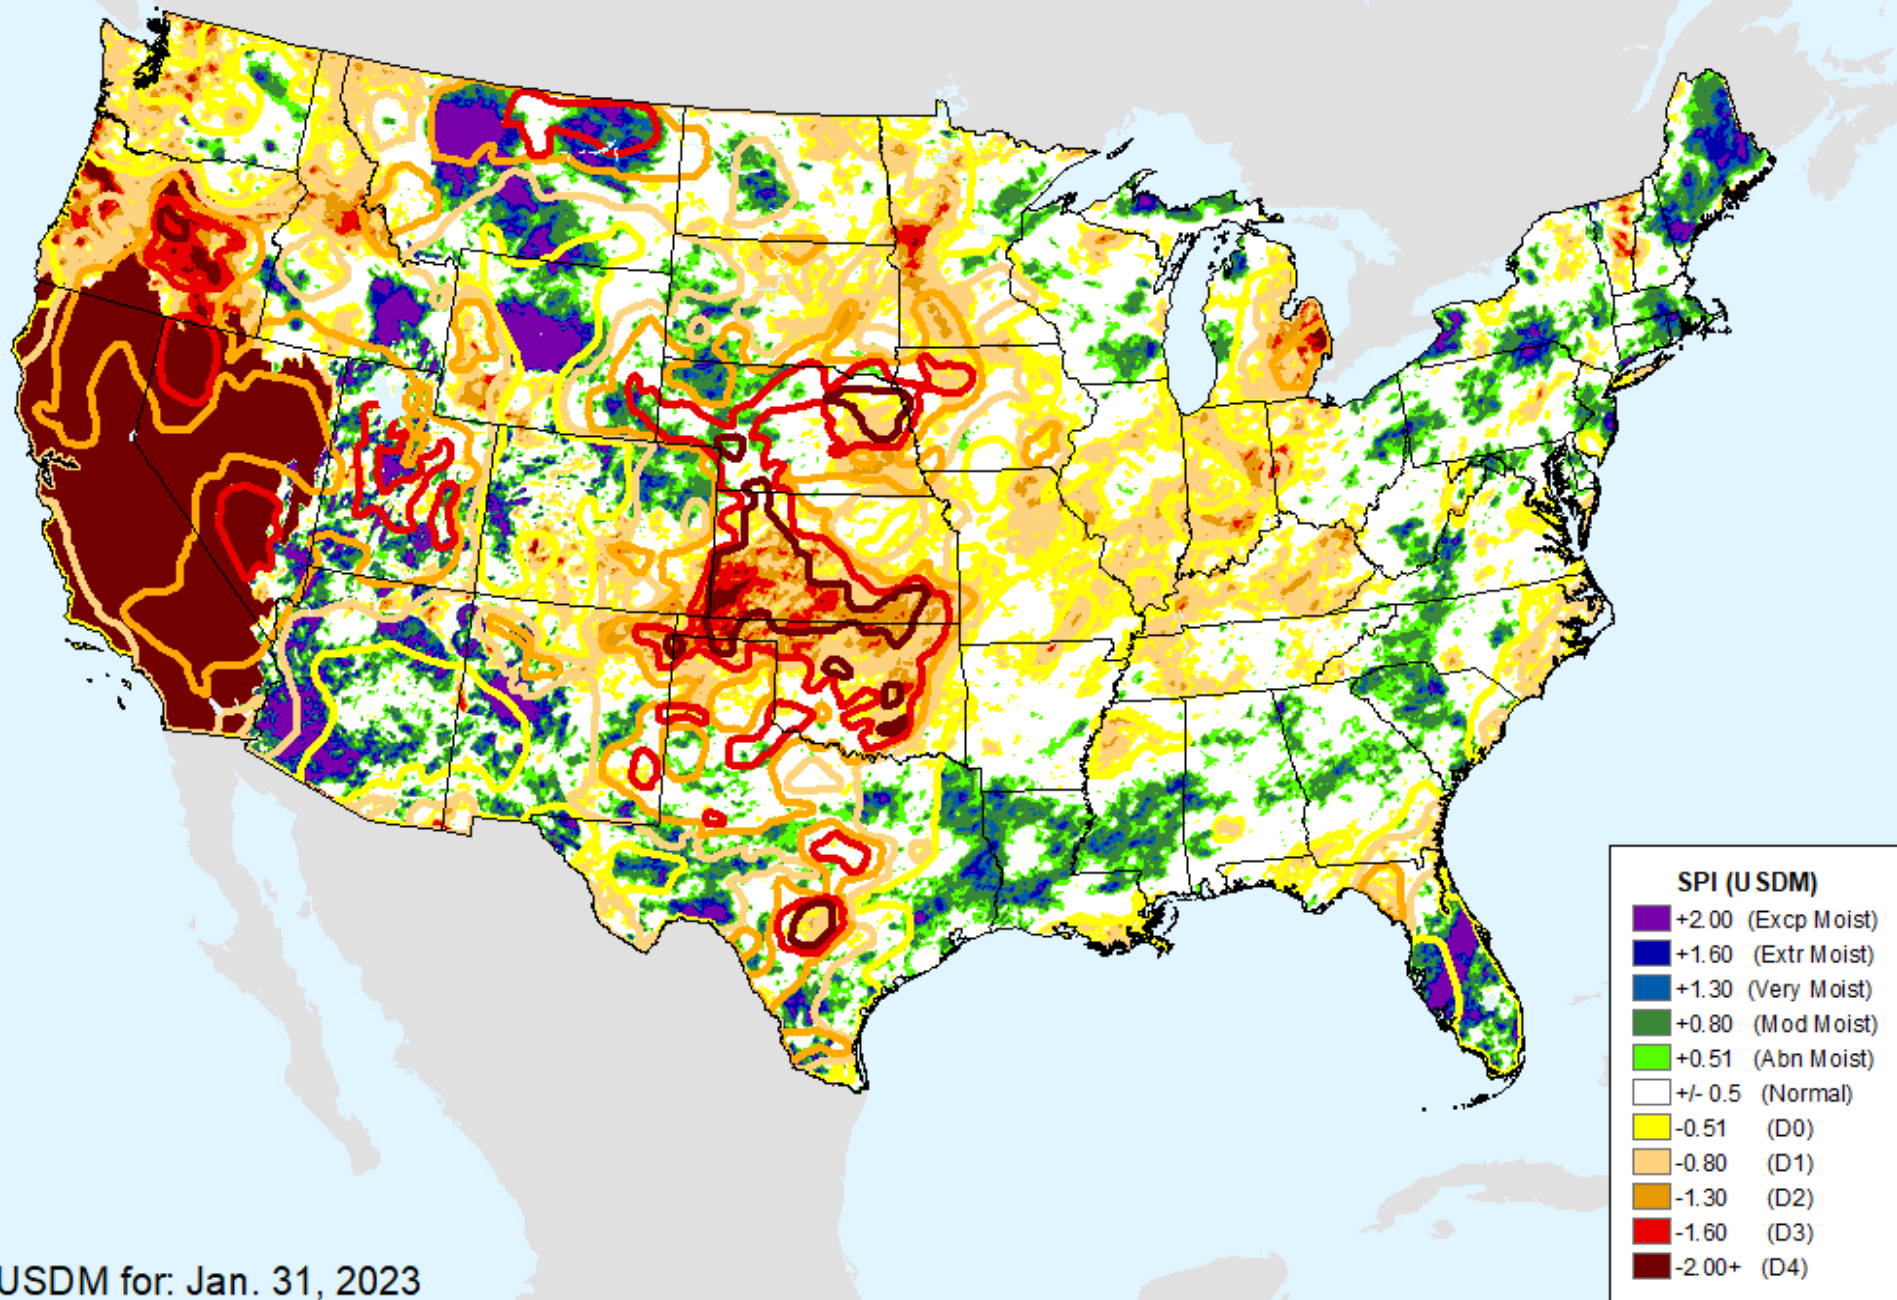 SPI (USDM)
+2.00 (Excp Moist)
+1.60 (Extr Moist)
+1.30 (Very Moist)
+0.80 (Mod Moist)
+0.51 (Abn Moist)
+/- 0.5 (Normal)
-0.51 (D0)
-0.80 (D1)
-1.30 (D2)
-1.60 (D3)
-2.00+ (D4)
USDM for: Jan. 31, 2023